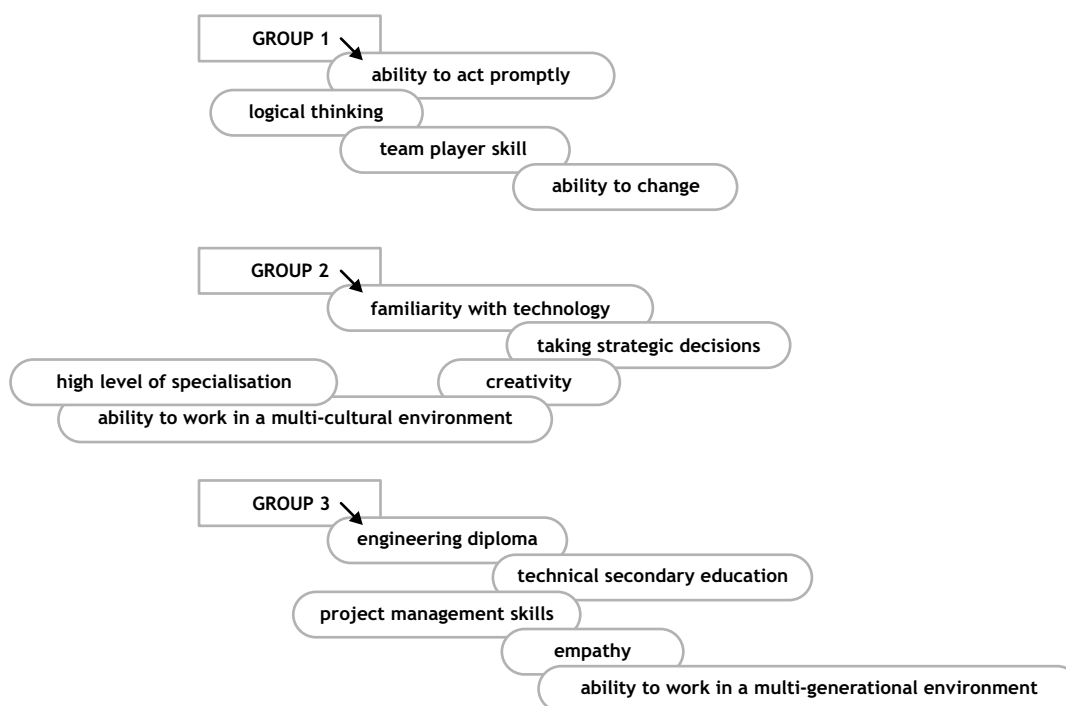 GROUP 1
ability to act promptly
logical thinking
team player skill
ability to change
GROUP 2
familiarity with technology
taking strategic decisions
high level of specialisation
creativity
ability to work in a multi-cultural environment
GROUP 3
engineering diploma
technical secondary education
project management skills
empathy
ability to work in a multi-generational environment